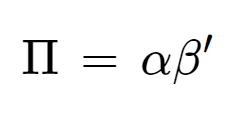 Π = αβ′